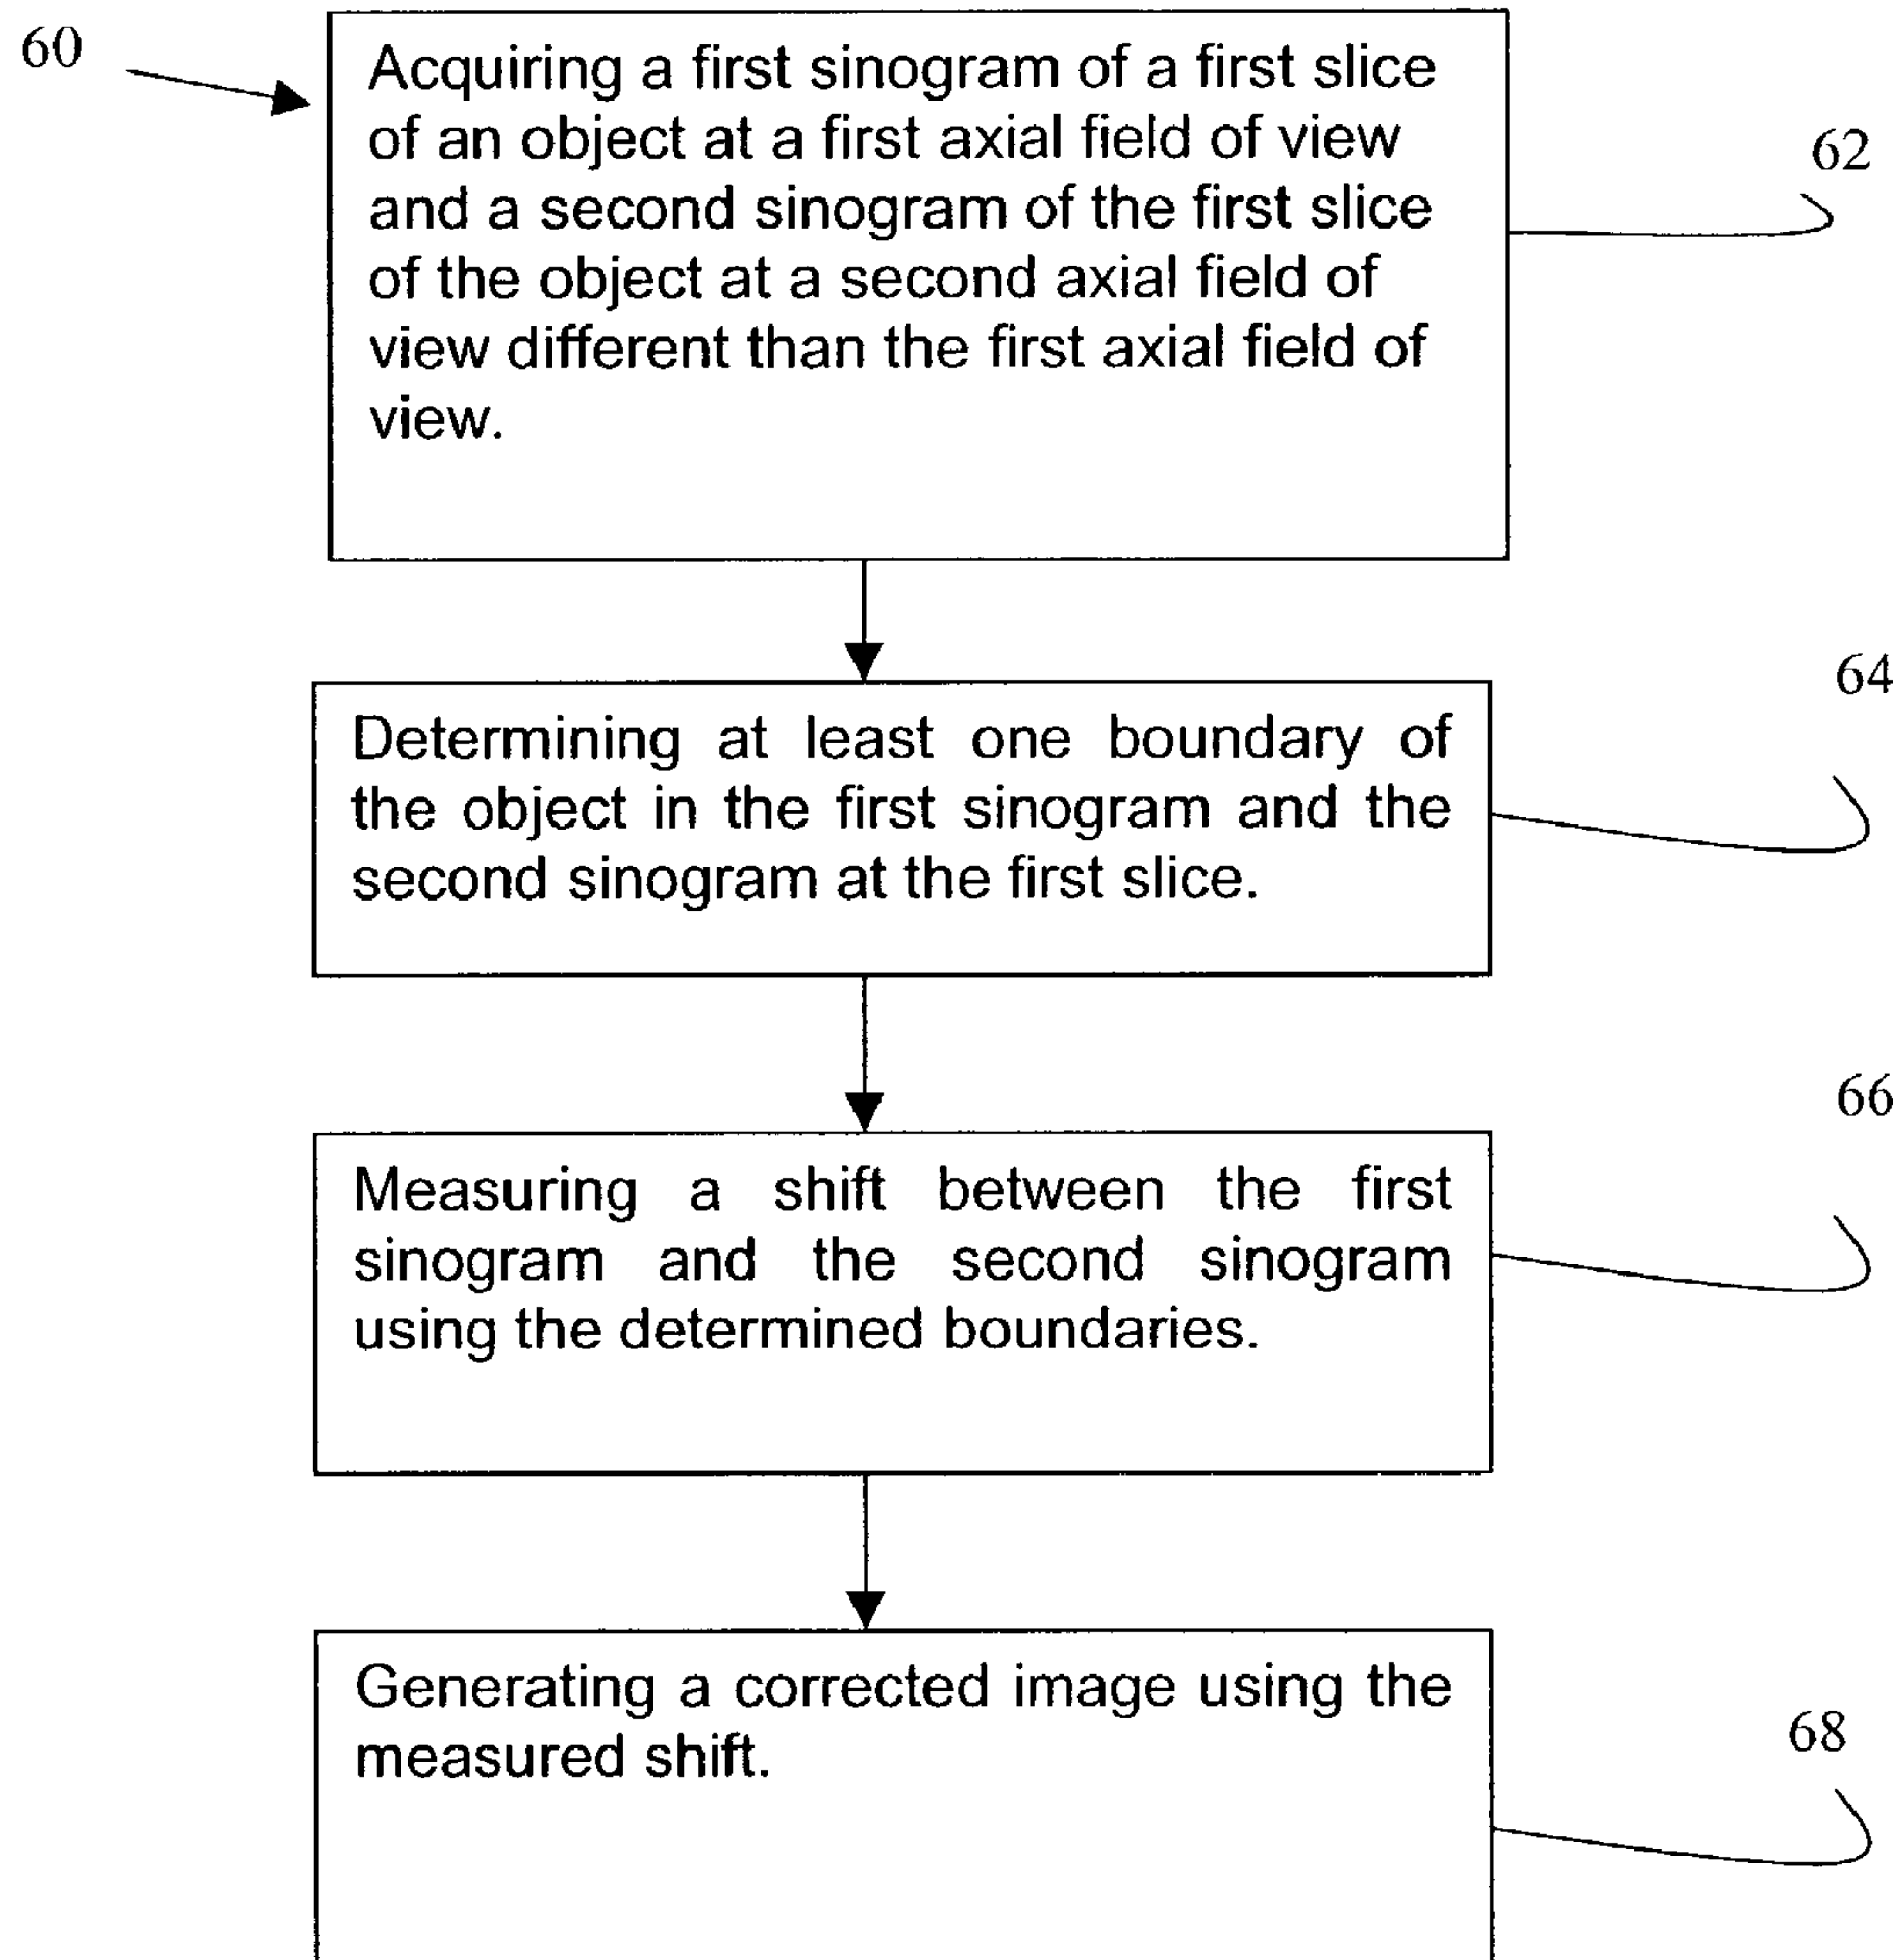 60
Acquiring a first sinogram of a first slice
of an object at a first axial field of view
and a second sinogram of the first slice
of the object at a second axial field of
view different than the first axial field of
view.
62
Determining at least one boundary of
the object in the first sinogram and the
second sinogram at the first slice.
64
Measuring a shift between the first
sinogram and the second sinogram
using the determined boundaries.
66
Generating a corrected image using the
measured shift.
68